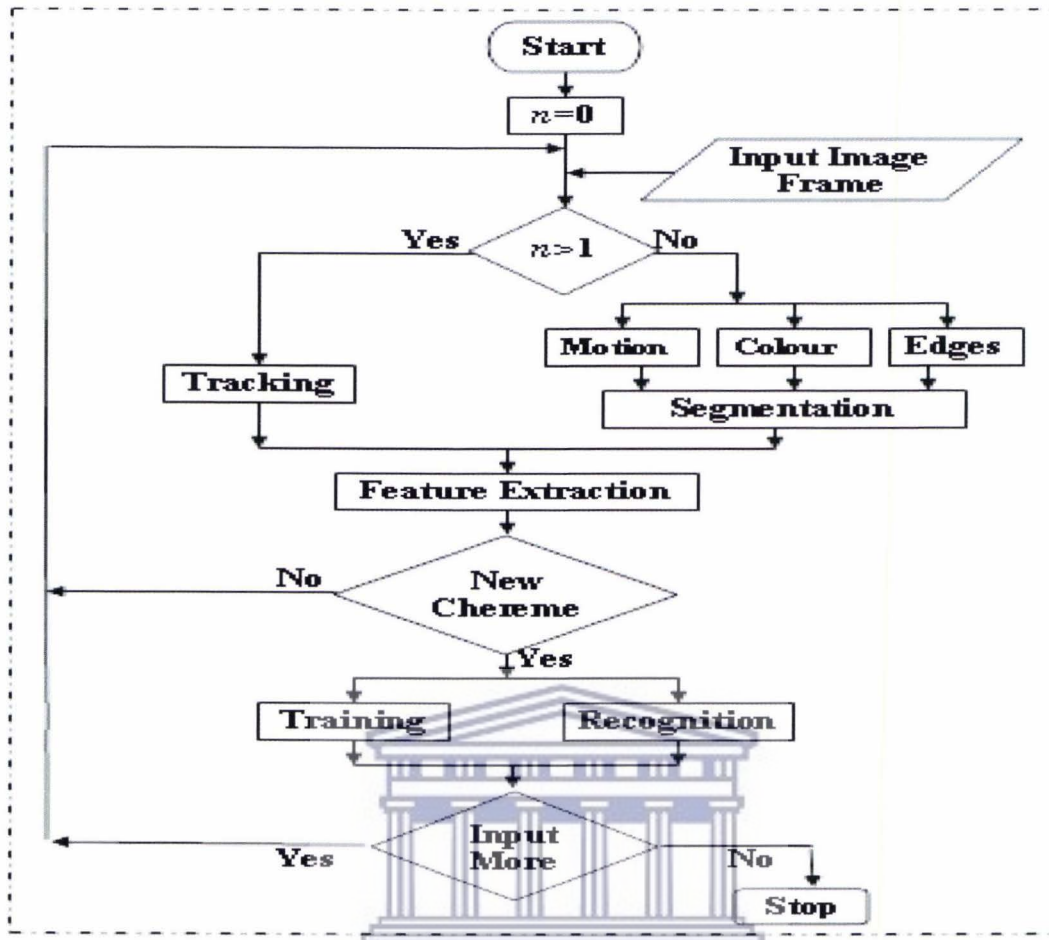 Start
n=0
Input Image
Frame
Yes
n>1
No
Motion
Colour
Edges
Tracking
Segmentation
Feature Extraction
No
New
Chereme
Yes
Training
Recognition
Input
More
Yes
No
Stop